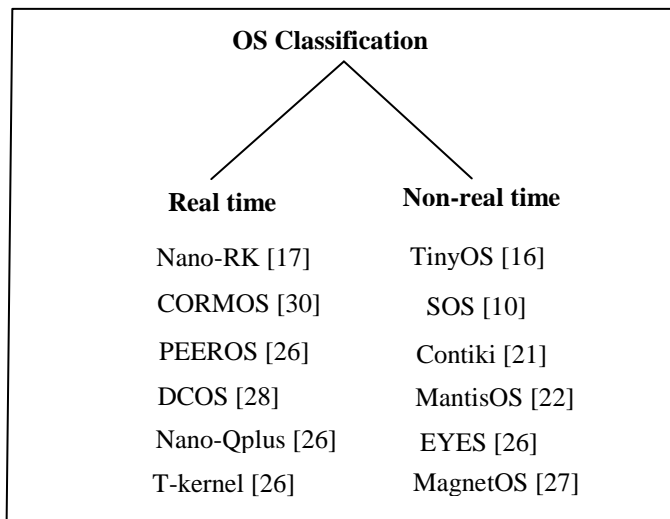 OS Classification
Real time
Non-real time
Nano-RK [17]
TinyOS [16]
CORMOS [30]
SOS [10]
PEEROS [26]
Contiki [21]
DCOS [28]
MantisOS [22]
Nano-Qplus [26]
EYES [26]
T-kernel [26]
MagnetOS [27]